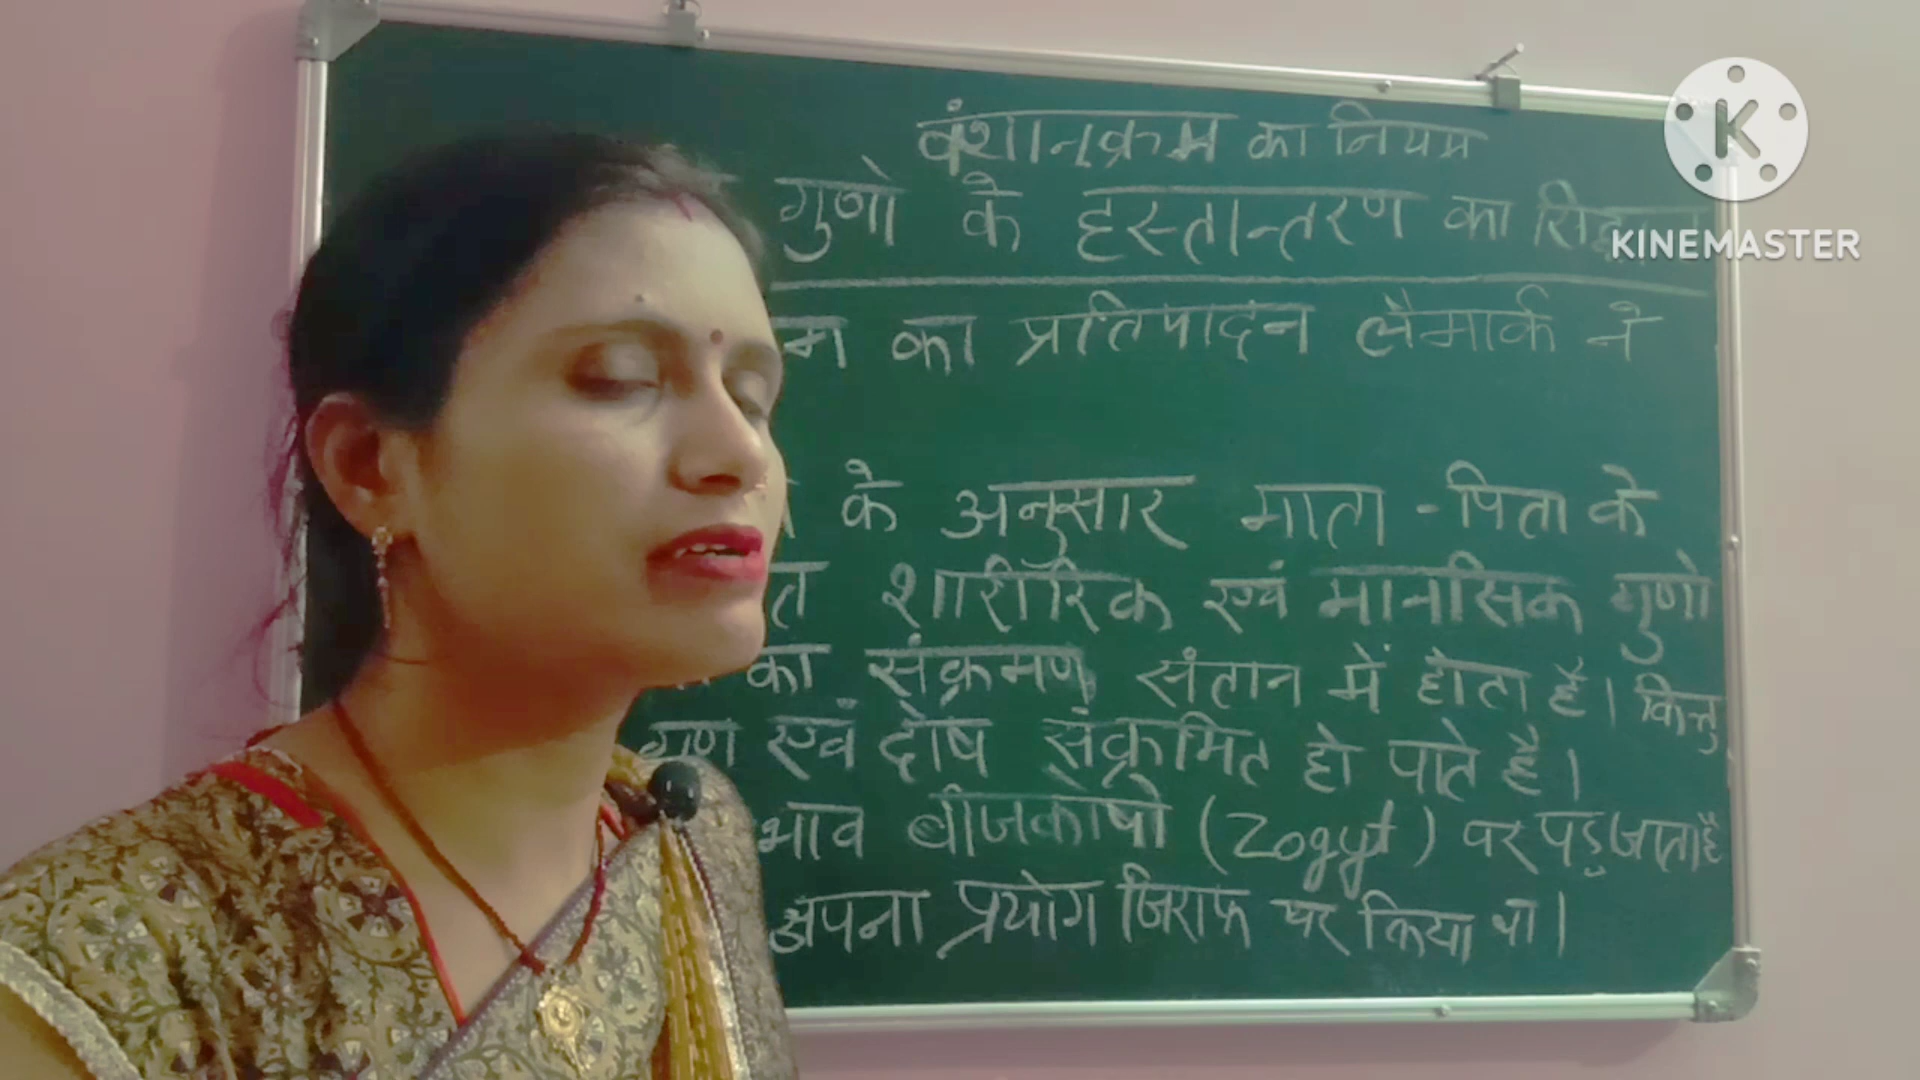 वंशानुक्रम का नियम
गुणो के हस्तान्तरण का
का प्रतिपादन लैमार्क ने
के अनुसार माता-पिता के
शारीरिक एवं मानसिक गुणो
का संक्रमण संतान में होता है। किन्तु
गुण एवं दोष संक्रमित हो पाते है।
बीजकोषो (Zogyt) पर पड़ जाता है
अपना प्रयोग जिराफ पर किया था।
K
KINEMASTER